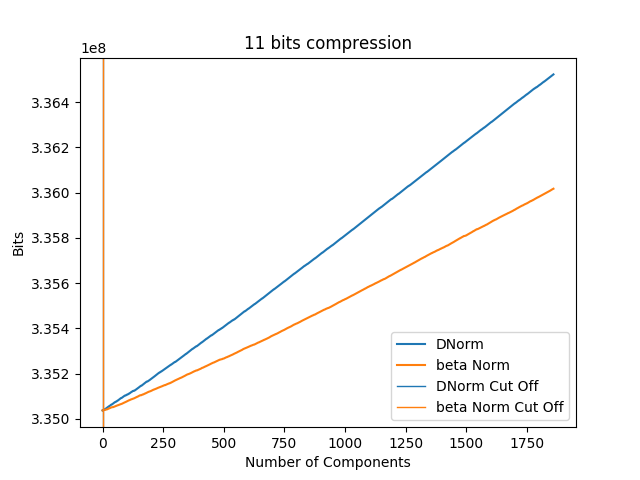 11 bits compression
1e8
3.364
3.362
3.360
3.358
3.356
3.354
3.352
3.350
Bits
0 250 500 750 1000 1250 1500 1750
Number of Components
DNorm
beta Norm
DNorm Cut Off
beta Norm Cut Off